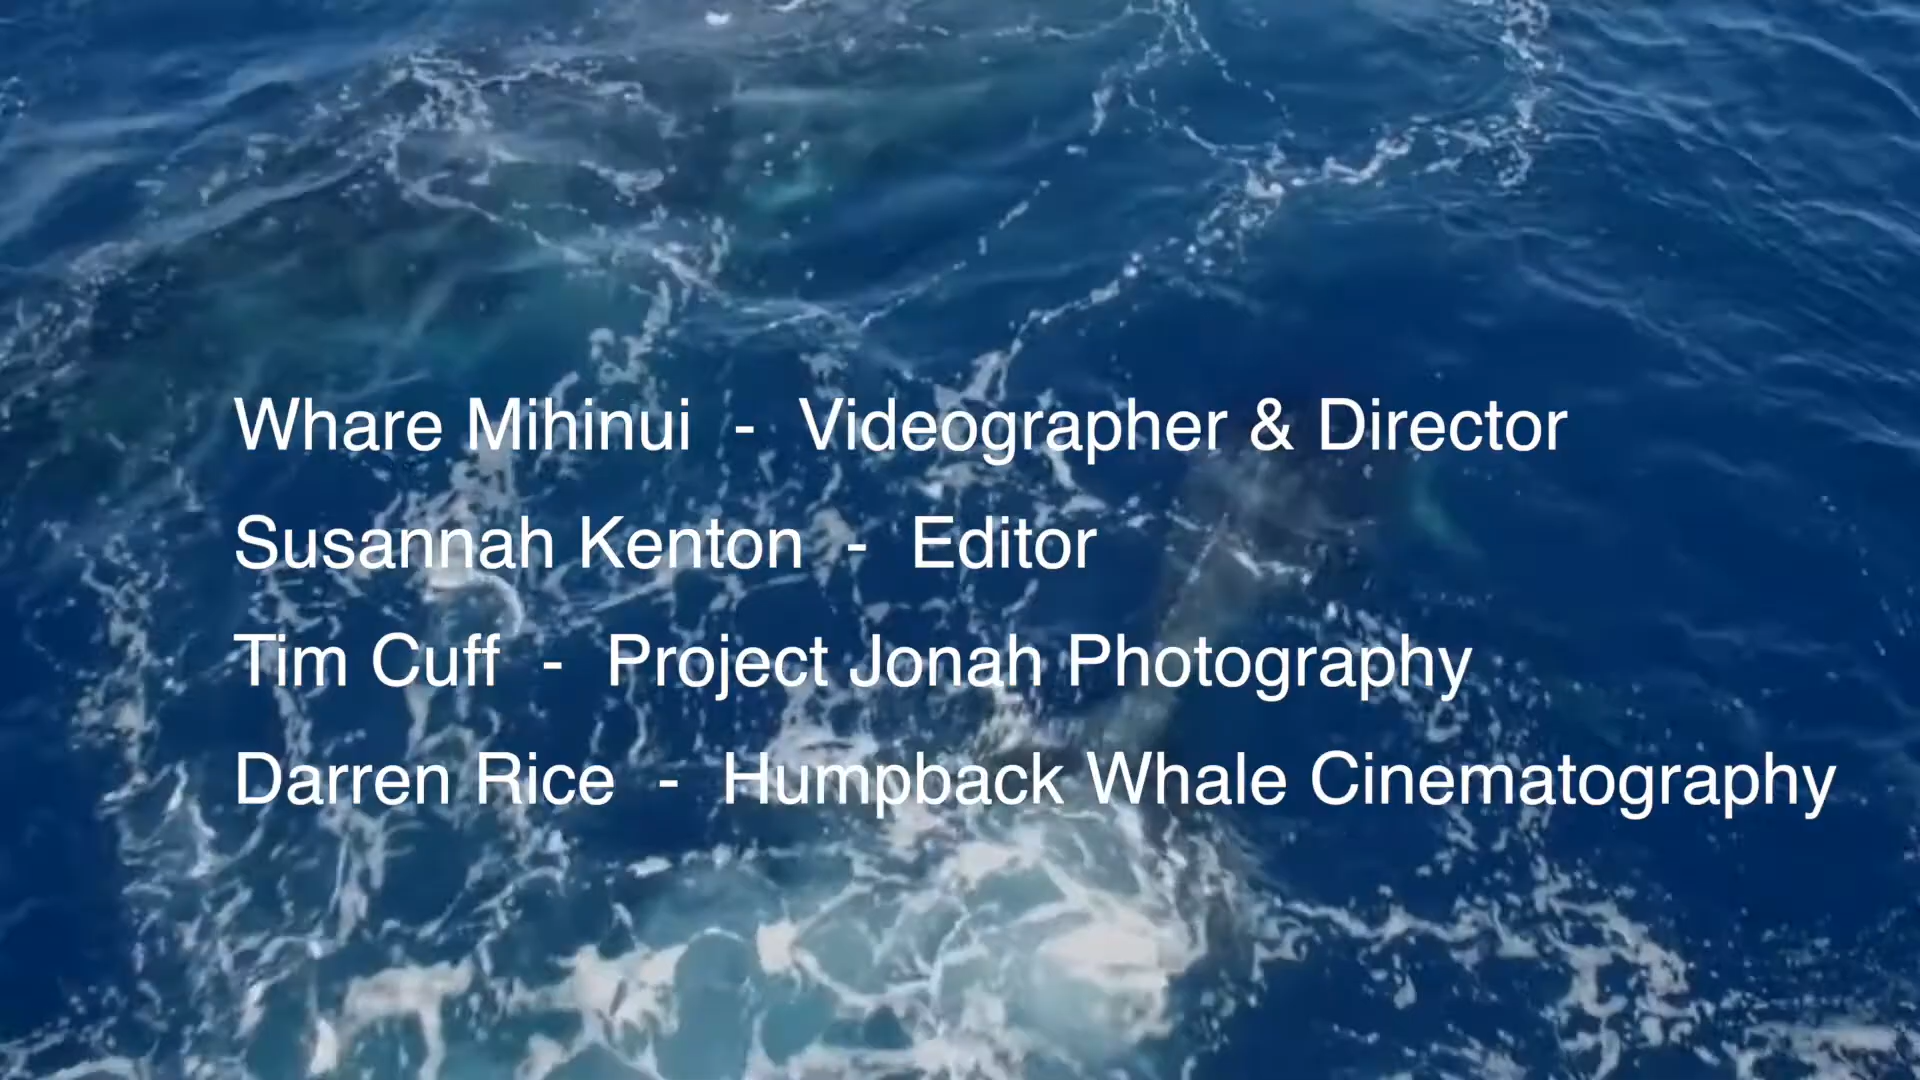 Whare Mihinui - Videographer & Director
Susannah Kenton - Editor
Tim Cuff - Project Jonah Photography
Darren Rice - Humpback Whale Cinematography